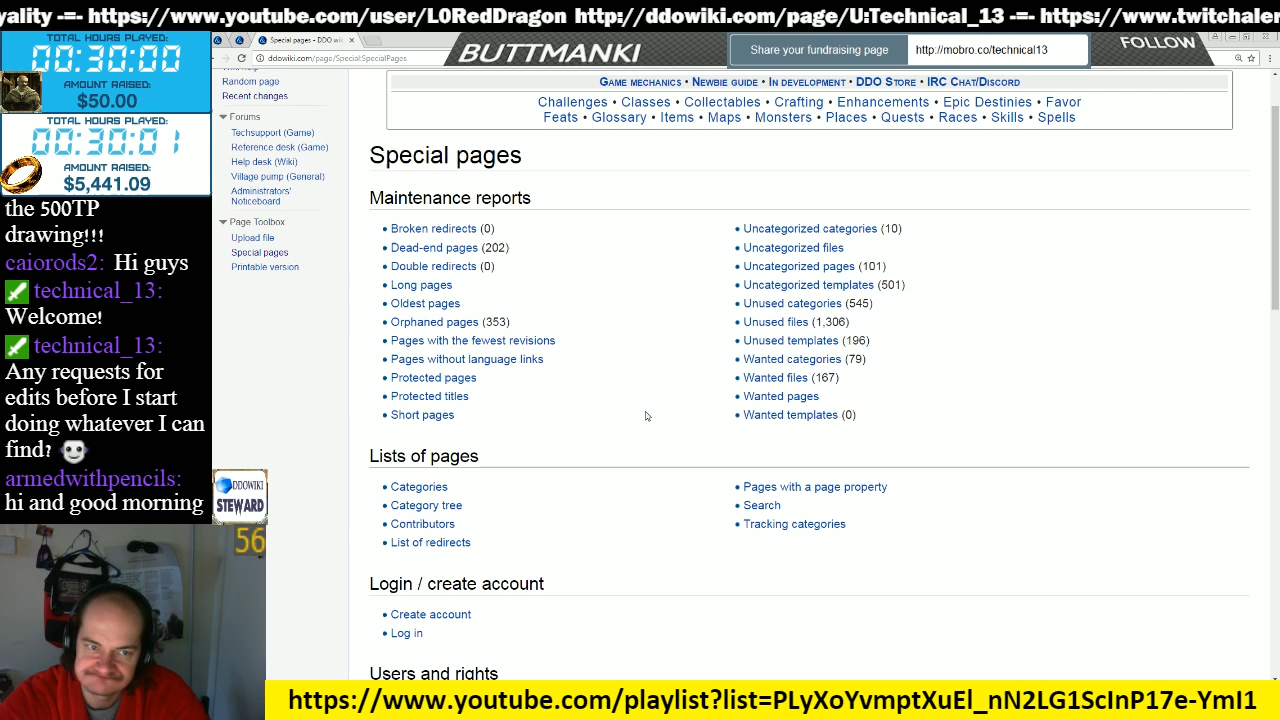 yality -=- https://www.youtube.com/user/L0RedDragon http://ddowiki.com/page/U:Technical_13 -=- https://www.twitchaler
TOTAL HOURS PLAYED:
00:30:00
AMOUNT RAISED:
$50.00
TOTAL HOURS PLAYED:
00:30:01
AMOUNT RAISED:
$5,441.09
the 500TP
drawing!!!
caiorods2: Hi guys
technical_13:
Welcome!
technical_13:
Any requests for
edits before I start
doing whatever I can
find?
armedwithpencils:
hi and good morning
Special pages - DDO wi
ddowiki.com/page/Special:SpecialPages
BUTTMANKI
Share your fundraising page
http://mobro.co/technical13
FOLLOW
Random page
Recent changes
Forums
Techsupport (Game)
Reference desk (Game)
Help desk (Wiki)
Village pump (General)
Administrators'
Noticeboard
Page Toolbox
Upload file
Special pages
Printable version
DDOWIKI
STEWARD
56
Game mechanics • Newbie guide • In development • DDO Store • IRC Chat/Discord
Challenges • Classes • Collectables • Crafting • Enhancements • Epic Destinies • Favor
Feats • Glossary • Items • Maps • Monsters • Places • Quests • Races • Skills • Spells
Special pages
Maintenance reports
Broken redirects (0)
Dead-end pages (202)
Double redirects (0)
Long pages
Oldest pages
Orphaned pages (353)
Pages with the fewest revisions
Pages without language links
Protected pages
Protected titles
Short pages
Uncategorized categories (10)
Uncategorized files
Uncategorized pages (101)
Uncategorized templates (501)
Unused categories (545)
Unused files (1,306)
Unused templates (196)
Wanted categories (79)
Wanted files (167)
Wanted pages
Wanted templates (0)
Lists of pages
Categories
Category tree
Contributors
List of redirects
Pages with a page property
Search
Tracking categories
Login / create account
Create account
Log in
Users and rights
https://www.youtube.com/playlist?list=PLyXoYvmptXuEl_nN2LG1ScInP17e-YmI1